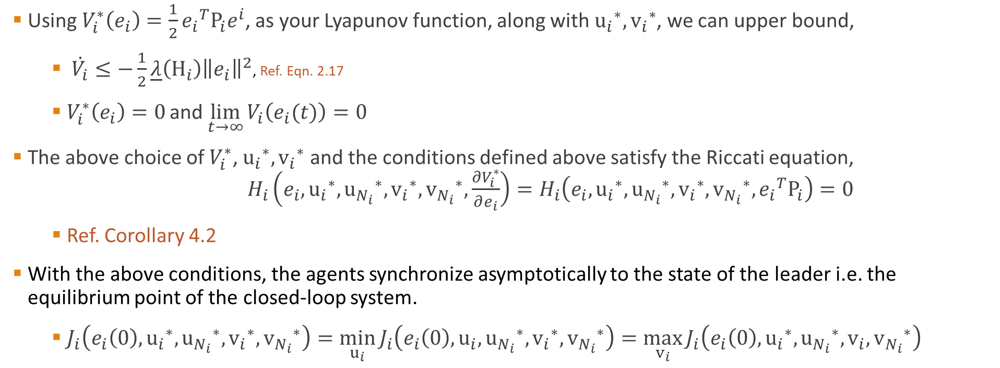 ▪ Using $V_i^*(e_i) = \frac{1}{2} e_i{}^T \mathrm{P}_i e^i$, as your Lyapunov function, along with $\mathrm{u}_i{}^*, \mathrm{v}_i{}^*$, we can upper bound,
▪ $\dot{V}_i \leq -\frac{1}{2} \underline{\lambda}(\mathrm{H}_i) \|e_i\|^2$, Ref. Eqn. 2.17
▪ $V_i^*(e_i) = 0$ and $\lim_{t \to \infty} V_i(e_i(t)) = 0$
▪ The above choice of $V_i^*, \mathrm{u}_i{}^*, \mathrm{v}_i{}^*$ and the conditions defined above satisfy the Riccati equation,
$H_i\left(e_i, \mathrm{u}_i{}^*, \mathrm{u}_{N_i}{}^*, \mathrm{v}_i{}^*, \mathrm{v}_{N_i}{}^*, \frac{\partial V_i^*}{\partial e_i}\right) = H_i\left(e_i, \mathrm{u}_i{}^*, \mathrm{u}_{N_i}{}^*, \mathrm{v}_i{}^*, \mathrm{v}_{N_i}{}^*, e_i{}^T \mathrm{P}_i\right) = 0$
▪ Ref. Corollary 4.2
▪ With the above conditions, the agents synchronize asymptotically to the state of the leader i.e. the
equilibrium point of the closed-loop system.
▪ $J_i\left(e_i(0), \mathrm{u}_i{}^*, \mathrm{u}_{N_i}{}^*, \mathrm{v}_i{}^*, \mathrm{v}_{N_i}{}^*\right) = \min_{\mathrm{u}_i} J_i\left(e_i(0), \mathrm{u}_i, \mathrm{u}_{N_i}{}^*, \mathrm{v}_i{}^*, \mathrm{v}_{N_i}{}^*\right) = \max_{\mathrm{v}_i} J_i\left(e_i(0), \mathrm{u}_i{}^*, \mathrm{u}_{N_i}{}^*, \mathrm{v}_i, \mathrm{v}_{N_i}{}^*\right)$